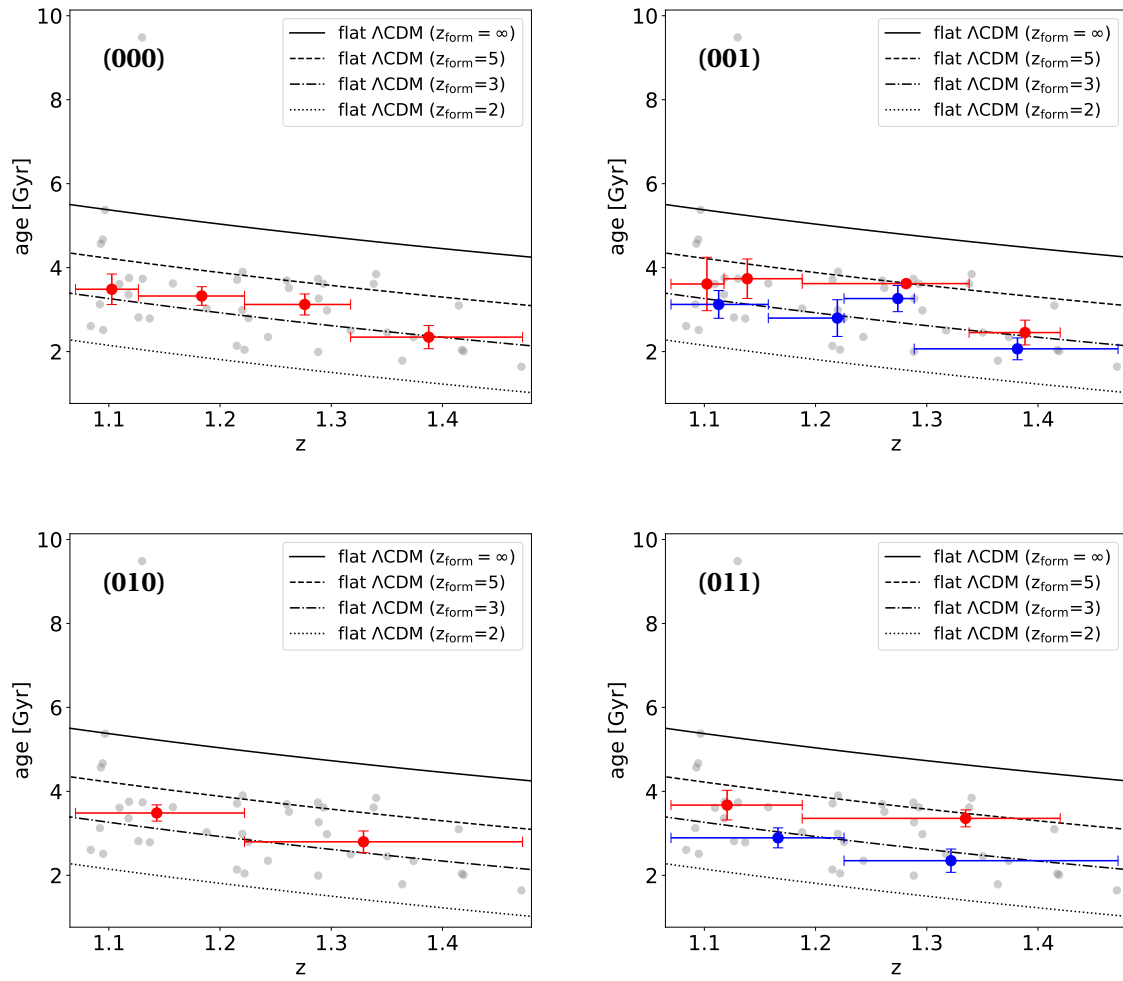 (000)
flat ΛCDM (z_form = ∞)
flat ΛCDM (z_form=5)
flat ΛCDM (z_form=3)
flat ΛCDM (z_form=2)
age [Gyr]
10
8
6
4
2
1.1 1.2 1.3 1.4
z
(001)
flat ΛCDM (z_form = ∞)
flat ΛCDM (z_form=5)
flat ΛCDM (z_form=3)
flat ΛCDM (z_form=2)
age [Gyr]
10
8
6
4
2
1.1 1.2 1.3 1.4
z
(010)
flat ΛCDM (z_form = ∞)
flat ΛCDM (z_form=5)
flat ΛCDM (z_form=3)
flat ΛCDM (z_form=2)
age [Gyr]
10
8
6
4
2
1.1 1.2 1.3 1.4
z
(011)
flat ΛCDM (z_form = ∞)
flat ΛCDM (z_form=5)
flat ΛCDM (z_form=3)
flat ΛCDM (z_form=2)
age [Gyr]
10
8
6
4
2
1.1 1.2 1.3 1.4
z